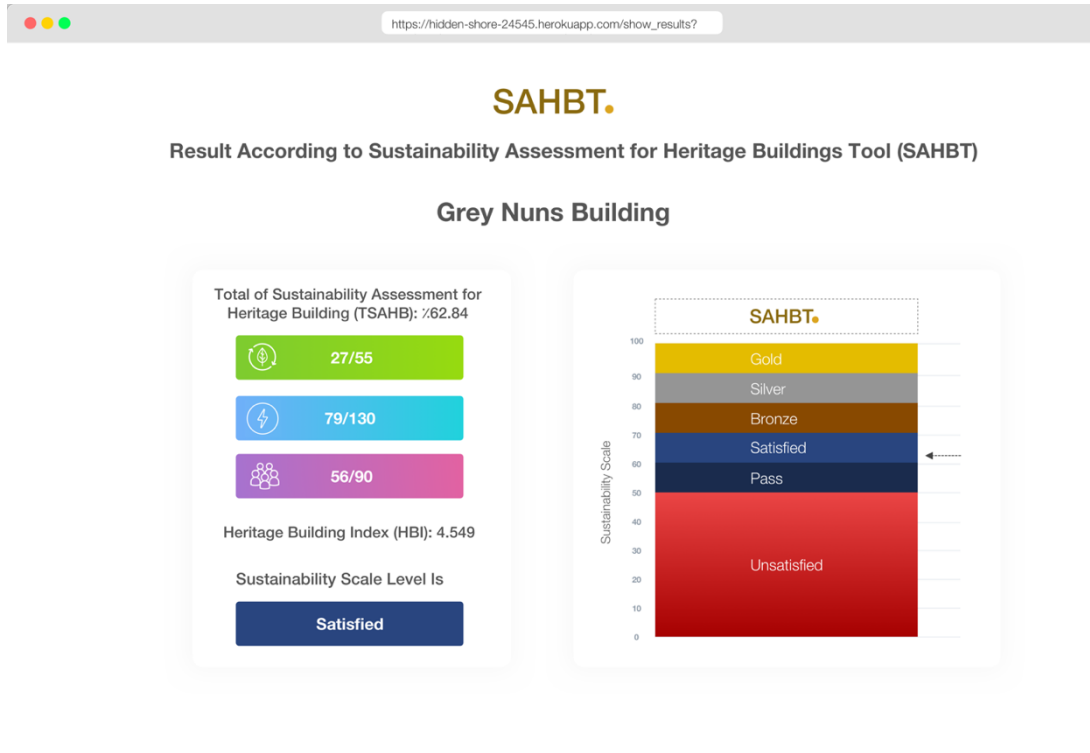 https://hidden-shore-24545.herokuapp.com/show_results?
SAHBT.
Result According to Sustainability Assessment for Heritage Buildings Tool (SAHBT)
Grey Nuns Building
Total of Sustainability Assessment for
Heritage Building (TSAHB): ٪62.84
27/55
79/130
56/90
Heritage Building Index (HBI): 4.549
Sustainability Scale Level Is
Satisfied
SAHBT.
Sustainability Scale
100
90
80
70
60
50
40
30
20
10
0
Gold
Silver
Bronze
Satisfied
Pass
Unsatisfied